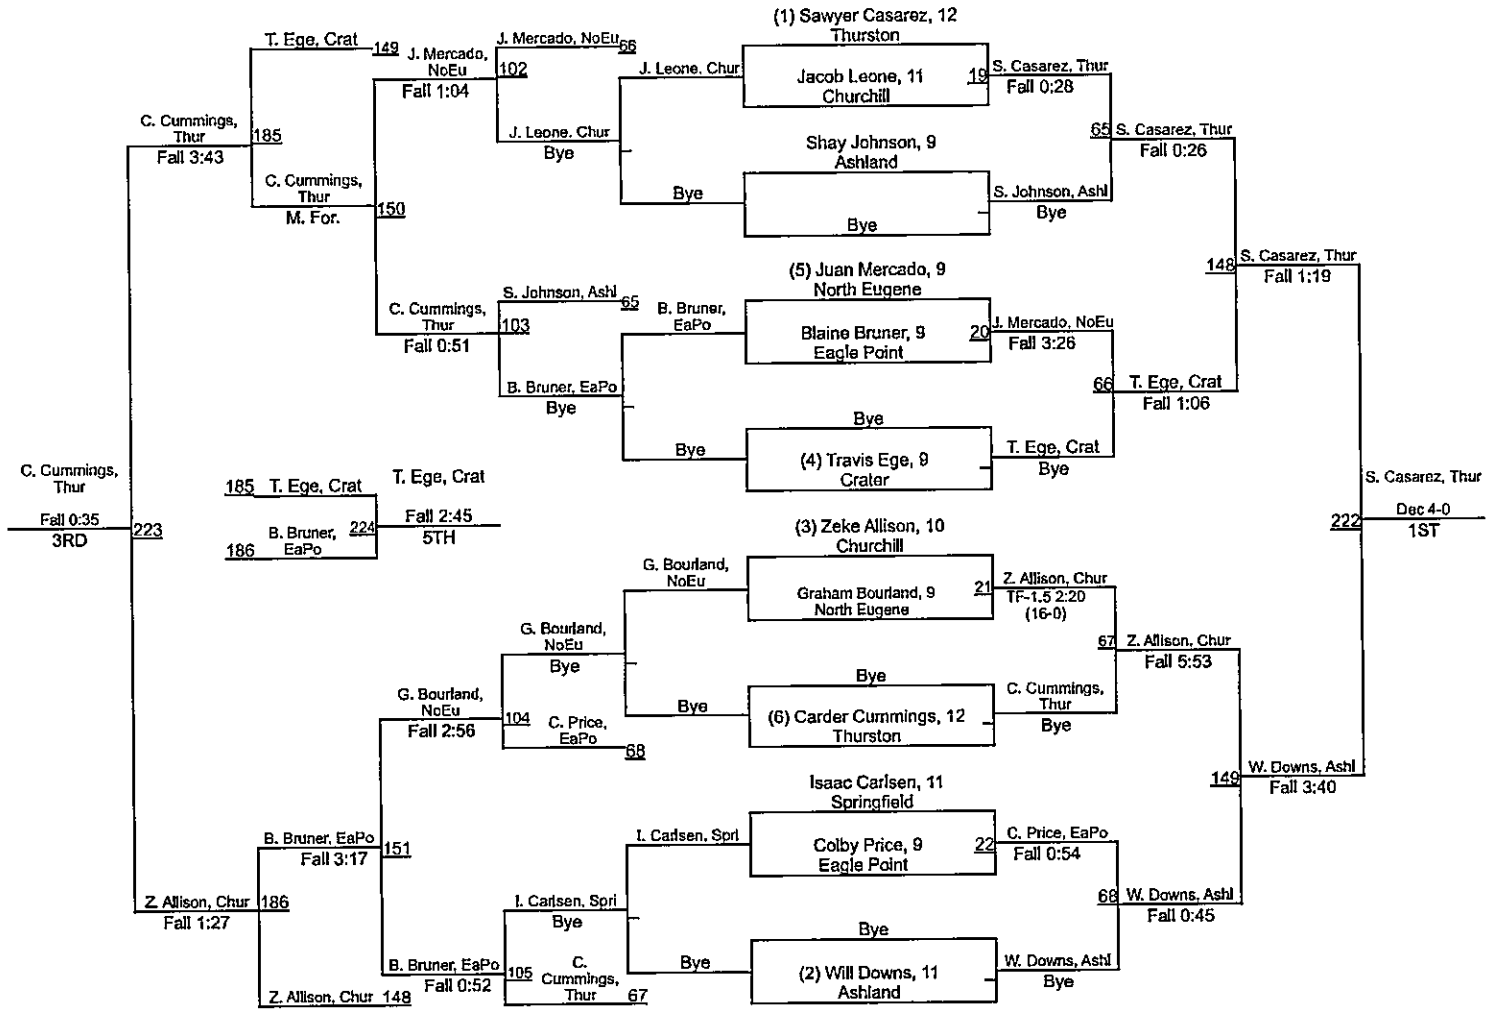 (1) Sawyer Casarez, 12
Thurston
Jacob Leone, 11
Churchill
19
S. Casarez, Thur
Fall 0:28
Shay Johnson, 9
Ashland
Bye
S. Johnson, Ashl
Bye
65
S. Casarez, Thur
Fall 0:26
(5) Juan Mercado, 9
North Eugene
Blaine Bruner, 9
Eagle Point
20
J. Mercado, NoEu
Fall 3:26
Bye
(4) Travis Ege, 9
Crater
T. Ege, Crat
Bye
66
T. Ege, Crat
Fall 1:06
148
S. Casarez, Thur
Fall 1:19
(3) Zeke Allison, 10
Churchill
Graham Bourland, 9
North Eugene
21
Z. Allison, Chur
TF-1.5 2:20
(16-0)
Bye
(6) Carder Cummings, 12
Thurston
C. Cummings,
Thur
Bye
67
Z. Allison, Chur
Fall 5:53
Isaac Carlsen, 11
Springfield
Colby Price, 9
Eagle Point
22
C. Price, EaPo
Fall 0:54
Bye
(2) Will Downs, 11
Ashland
W. Downs, Ashl
Bye
68
W. Downs, Ashl
Fall 0:45
149
W. Downs, Ashl
Fall 3:40
S. Casarez, Thur
222
Dec 4-0
1ST
J. Leone, Chur
Bye
J. Mercado, NoEu
66
J. Leone, Chur
Bye
102
J. Mercado,
NoEu
Fall 1:04
B. Bruner,
EaPo
Bye
S. Johnson, Ashl
65
B. Bruner, EaPo
Bye
103
C. Cummings,
Thur
Fall 0:51
150
C. Cummings,
Thur
M. For.
T. Ege, Crat
149
185
C. Cummings,
Thur
Fall 3:43
G. Bourland,
NoEu
Bye
G. Bourland,
NoEu
Bye
C. Price,
EaPo
68
104
G. Bourland,
NoEu
Fall 2:56
I. Carlsen, Sprl
Bye
I. Carlsen, Spri
Bye
C.
Cummings,
Thur
67
105
B. Bruner, EaPo
Fall 0:52
151
B. Bruner, EaPo
Fall 3:17
Z. Allison, Chur
148
186
Z. Allison, Chur
Fall 1:27
223
C. Cummings,
Thur
Fall 0:35
3RD
185
T. Ege, Crat
186
B. Bruner,
EaPo
224
T. Ege, Crat
Fall 2:45
5TH